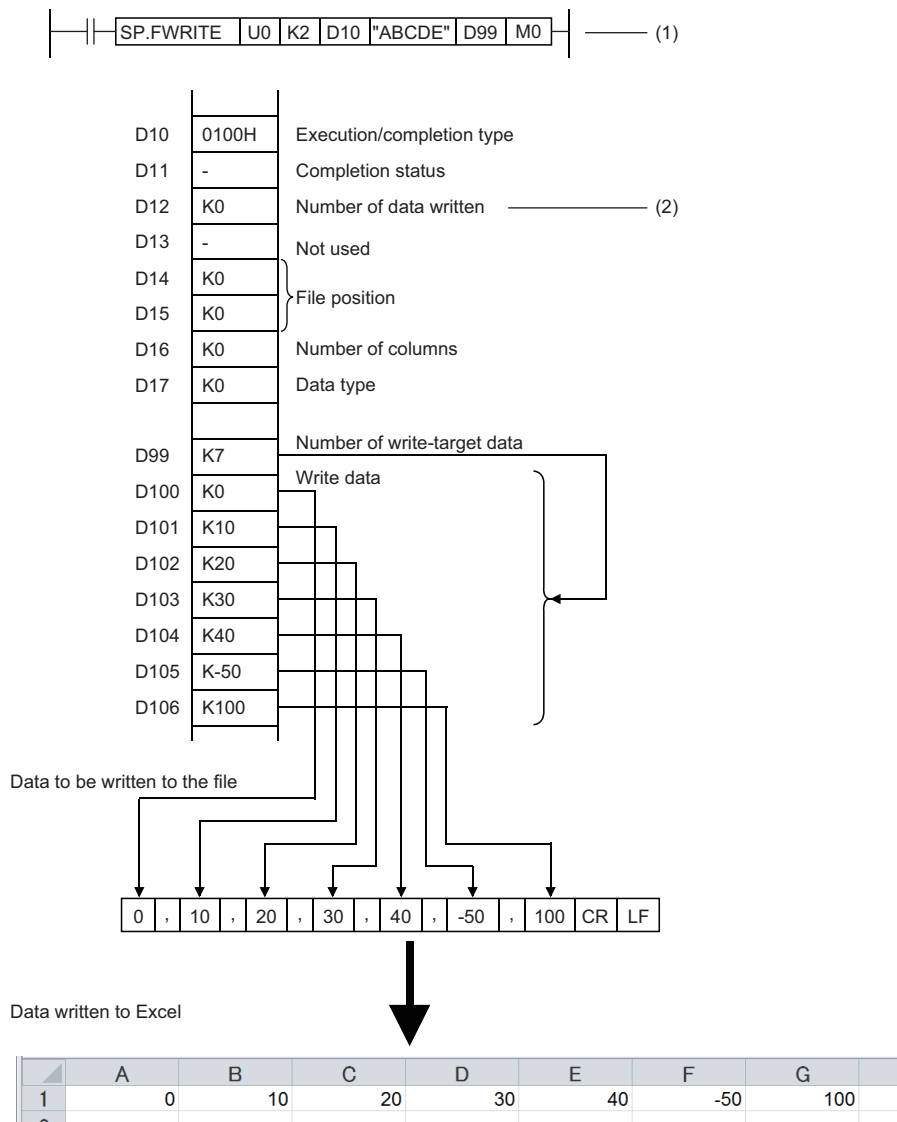 SP.FWRITE U0 K2 D10 "ABCDE" D99 M0 (1)
D10 0100H Execution/completion type
D11 - Completion status
D12 K0 Number of data written (2)
D13 - Not used
D14 K0
File position
D15 K0
D16 K0 Number of columns
D17 K0 Data type
Number of write-target data
D99 K7
Write data
D100 K0
D101 K10
D102 K20
D103 K30
D104 K40
D105 K-50
D106 K100
Data to be written to the file
0 , 10 , 20 , 30 , 40 , -50 , 100 CR LF
Data written to Excel
A B C D E F G
1 0 10 20 30 40 -50 100